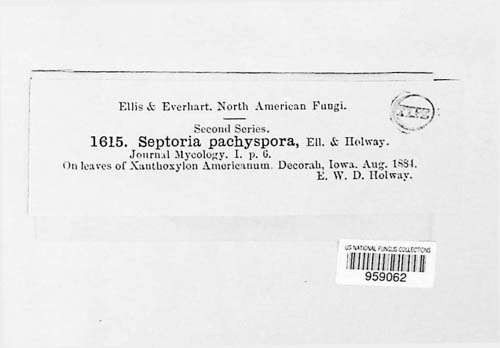 Ellis & Everhart. North American Fungi.
Second Series.
1615. Septoria pachyspora, Ell. & Holway.
Journal Mycology. I. p. 6.
On leaves of Xanthoxylon Americanum. Decorah, Iowa. Aug. 1884.
E. W. D. Holway.
US NATIONAL FUNGUS COLLECTIONS
959062